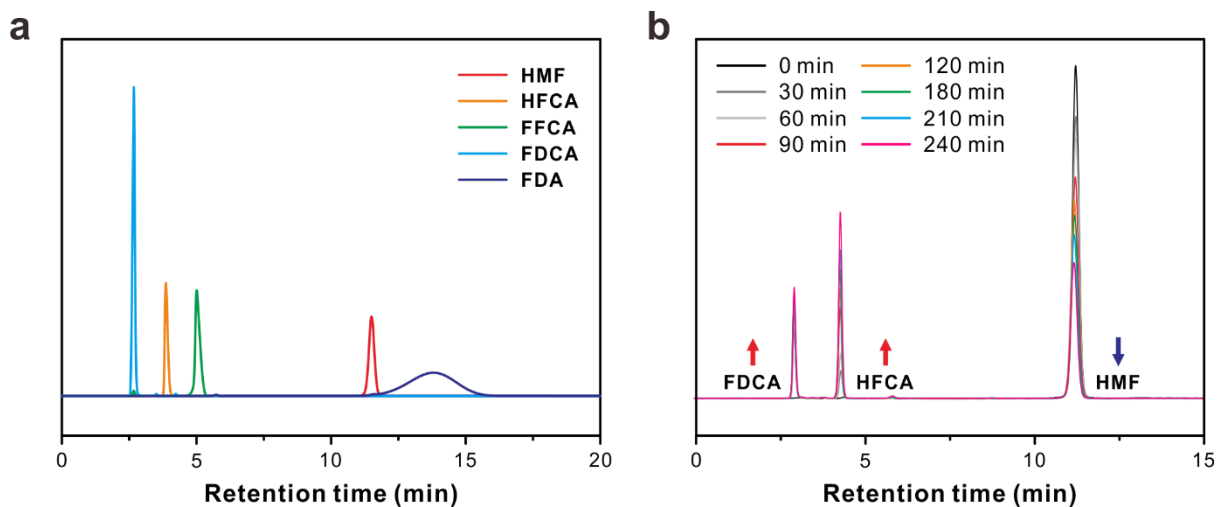 a
HMF
HFCA
FFCA
FDCA
FDA
0
5
10
15
20
Retention time (min)
b
0 min
30 min
60 min
90 min
120 min
180 min
210 min
240 min
FDCA
HFCA
HMF
0
5
10
15
Retention time (min)